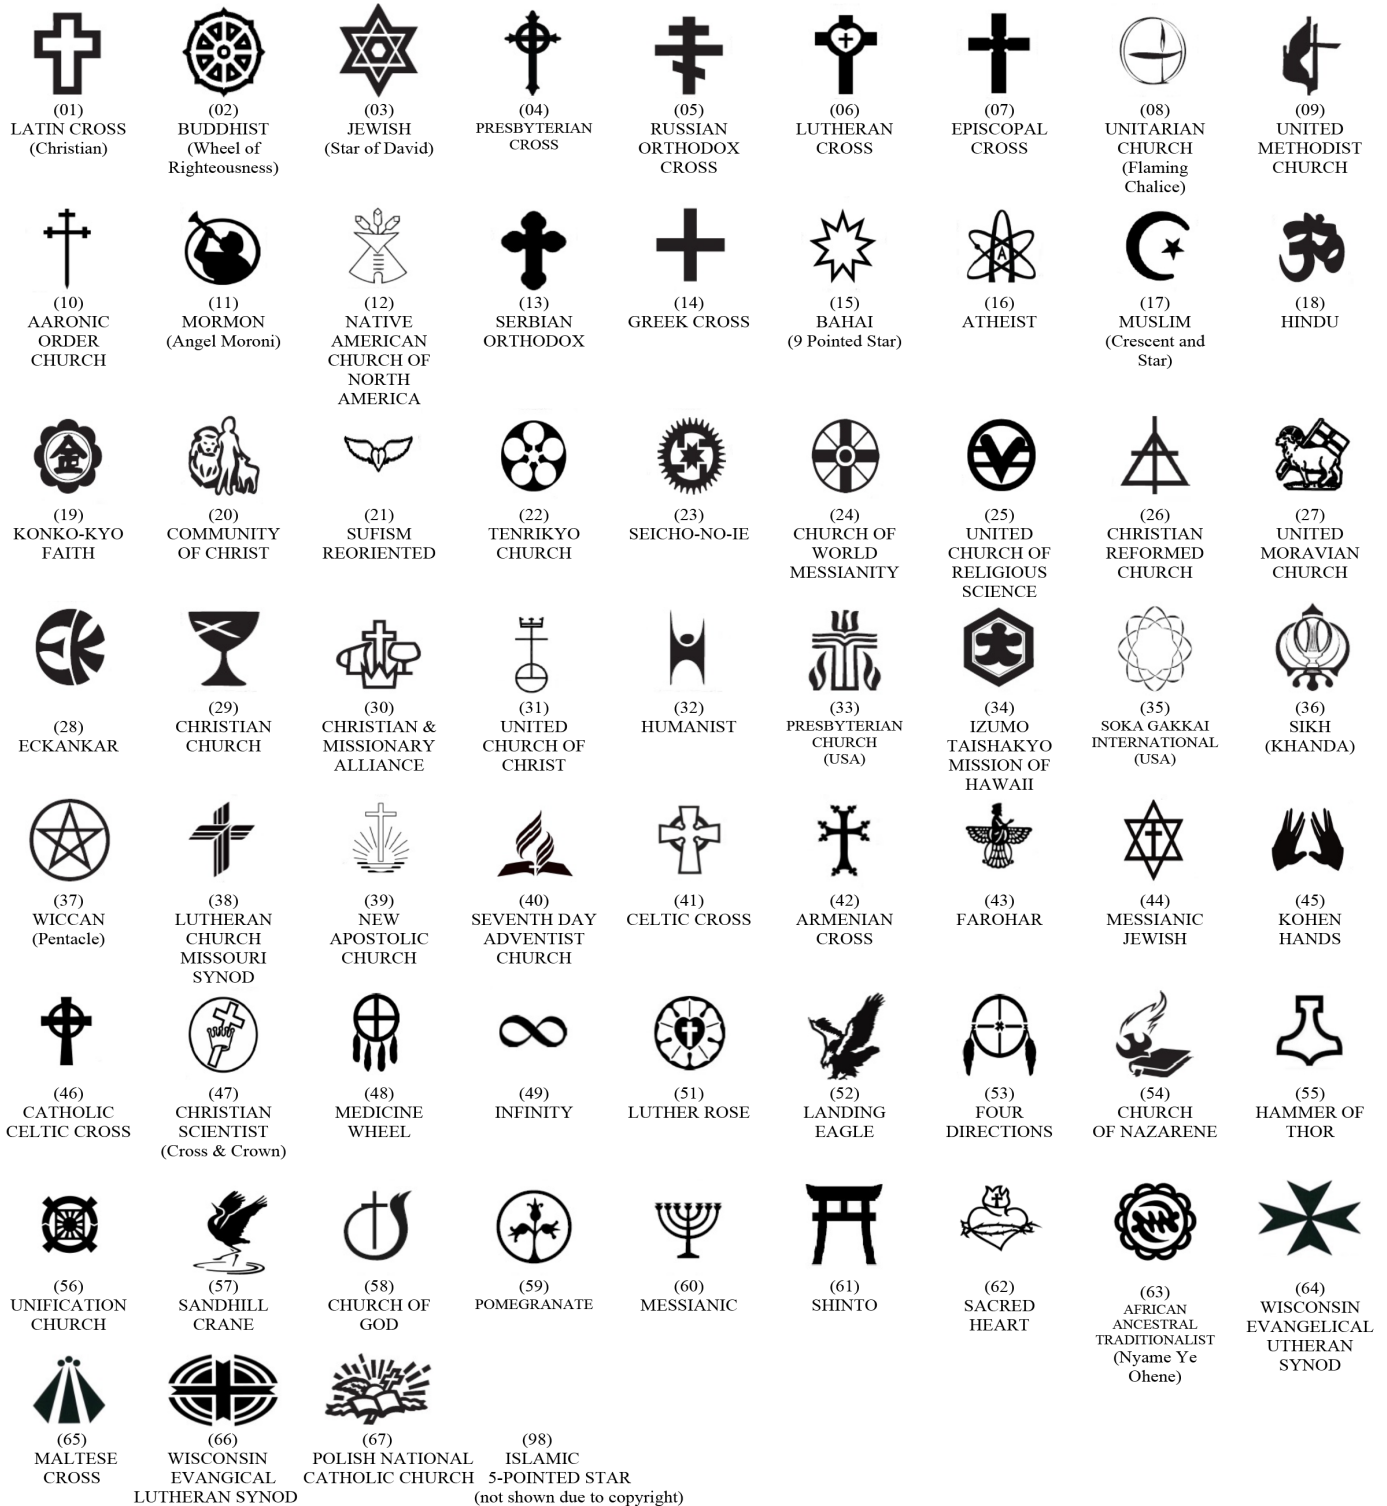 (01)
LATIN CROSS
(Christian)
(02)
BUDDHIST
(Wheel of
Righteousness)
(03)
JEWISH
(Star of David)
(04)
PRESBYTERIAN
CROSS
(05)
RUSSIAN
ORTHODOX
CROSS
(06)
LUTHERAN
CROSS
(07)
EPISCOPAL
CROSS
(08)
UNITARIAN
CHURCH
(Flaming
Chalice)
(09)
UNITED
METHODIST
CHURCH
(10)
AARONIC
ORDER
CHURCH
(11)
MORMON
(Angel Moroni)
(12)
NATIVE
AMERICAN
CHURCH OF
NORTH
AMERICA
(13)
SERBIAN
ORTHODOX
(14)
GREEK CROSS
(15)
BAHAI
(9 Pointed Star)
A
(16)
ATHEIST
(17)
MUSLIM
(Crescent and
Star)
ॐ
(18)
HINDU
金
(19)
KONKO-KYO
FAITH
(20)
COMMUNITY
OF CHRIST
(21)
SUFISM
REORIENTED
(22)
TENRIKYO
CHURCH
(23)
SEICHO-NO-IE
(24)
CHURCH OF
WORLD
MESSIANITY
V
(25)
UNITED
CHURCH OF
RELIGIOUS
SCIENCE
(26)
CHRISTIAN
REFORMED
CHURCH
(27)
UNITED
MORAVIAN
CHURCH
EK
(28)
ECKANKAR
(29)
CHRISTIAN
CHURCH
(30)
CHRISTIAN &
MISSIONARY
ALLIANCE
(31)
UNITED
CHURCH OF
CHRIST
(32)
HUMANIST
(33)
PRESBYTERIAN
CHURCH
(USA)
(34)
IZUMO
TAISHAKYO
MISSION OF
HAWAII
(35)
SOKA GAKKAI
INTERNATIONAL
(USA)
(36)
SIKH
(KHANDA)
(37)
WICCAN
(Pentacle)
(38)
LUTHERAN
CHURCH
MISSOURI
SYNOD
(39)
NEW
APOSTOLIC
CHURCH
(40)
SEVENTH DAY
ADVENTIST
CHURCH
(41)
CELTIC CROSS
(42)
ARMENIAN
CROSS
(43)
FAROHAR
(44)
MESSIANIC
JEWISH
(45)
KOHEN
HANDS
(46)
CATHOLIC
CELTIC CROSS
(47)
CHRISTIAN
SCIENTIST
(Cross & Crown)
(48)
MEDICINE
WHEEL
(49)
INFINITY
(51)
LUTHER ROSE
(52)
LANDING
EAGLE
(53)
FOUR
DIRECTIONS
(54)
CHURCH
OF NAZARENE
(55)
HAMMER OF
THOR
(56)
UNIFICATION
CHURCH
(57)
SANDHILL
CRANE
(58)
CHURCH OF
GOD
(59)
POMEGRANATE
(60)
MESSIANIC
(61)
SHINTO
(62)
SACRED
HEART
(63)
AFRICAN
ANCESTRAL
TRADITIONALIST
(Nyame Ye
Ohene)
(64)
WISCONSIN
EVANGELICAL
UTHERAN
SYNOD
(65)
MALTESE
CROSS
(66)
WISCONSIN
EVANGICAL
LUTHERAN SYNOD
(67)
POLISH NATIONAL
CATHOLIC CHURCH
(98)
ISLAMIC
5-POINTED STAR
(not shown due to copyright)